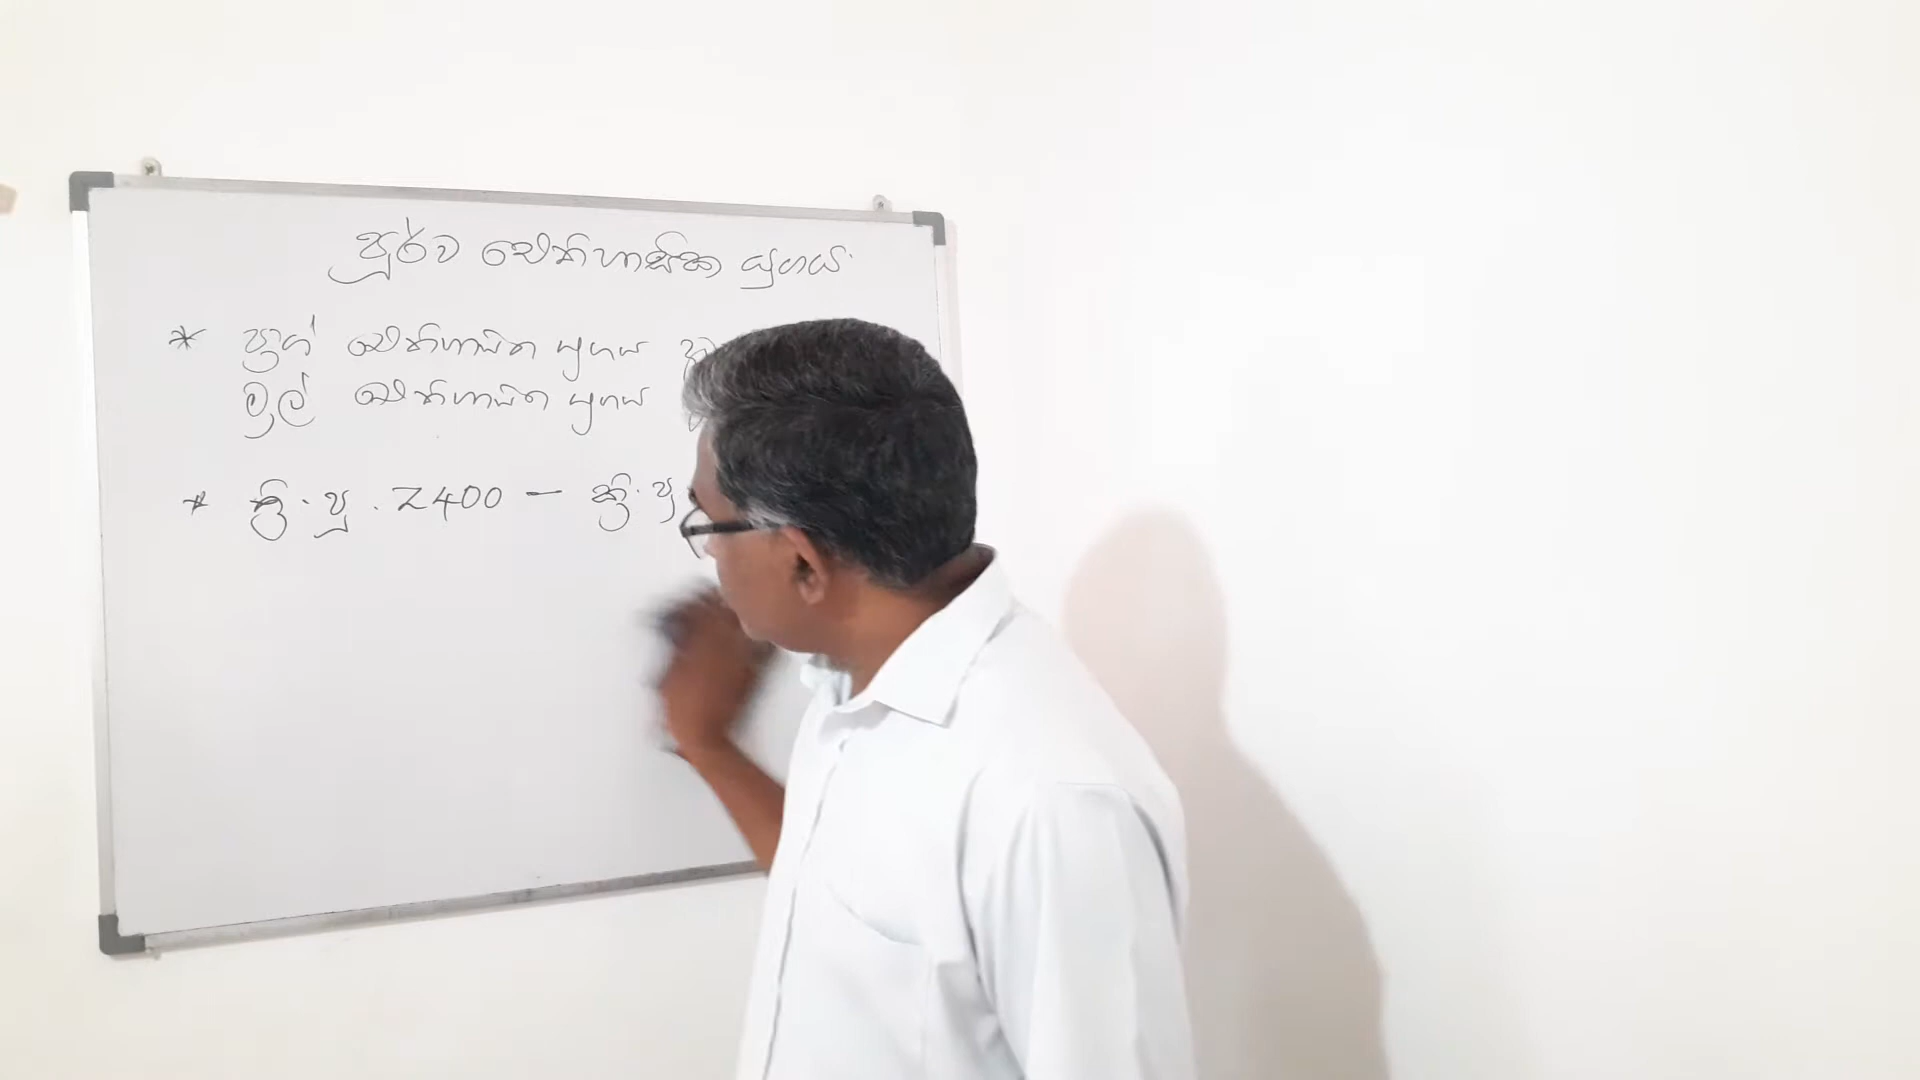 පූර්ව ඓතිහාසික යුගය
* ප්‍රාග් ඓතිහාසික යුගය
මුල් ඓතිහාසික යුගය
* ක්‍රි. පූ. 2400 – ක්‍රි. පූ